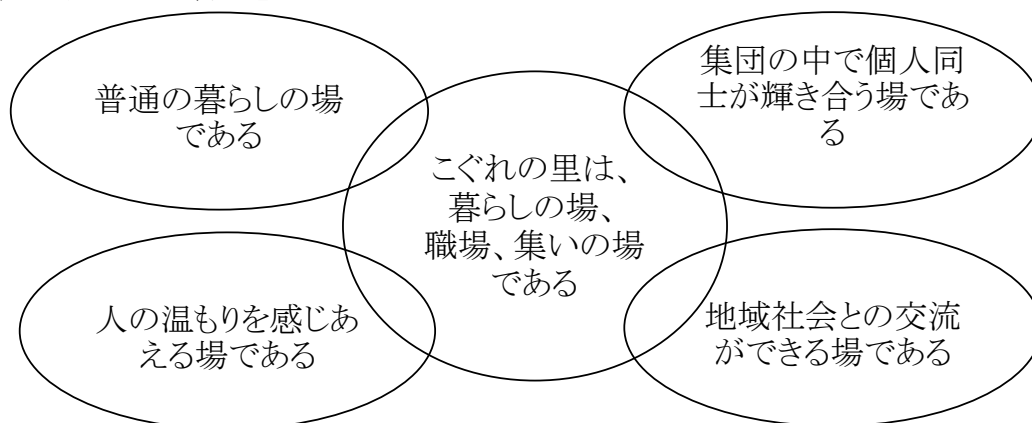 普通の暮らしの場
である
集団の中で個人同
士が輝き合う場であ
る
こぐれの里は、
暮らしの場、
職場、集いの場
である
人の温もりを感じあ
える場である
地域社会との交流
ができる場である